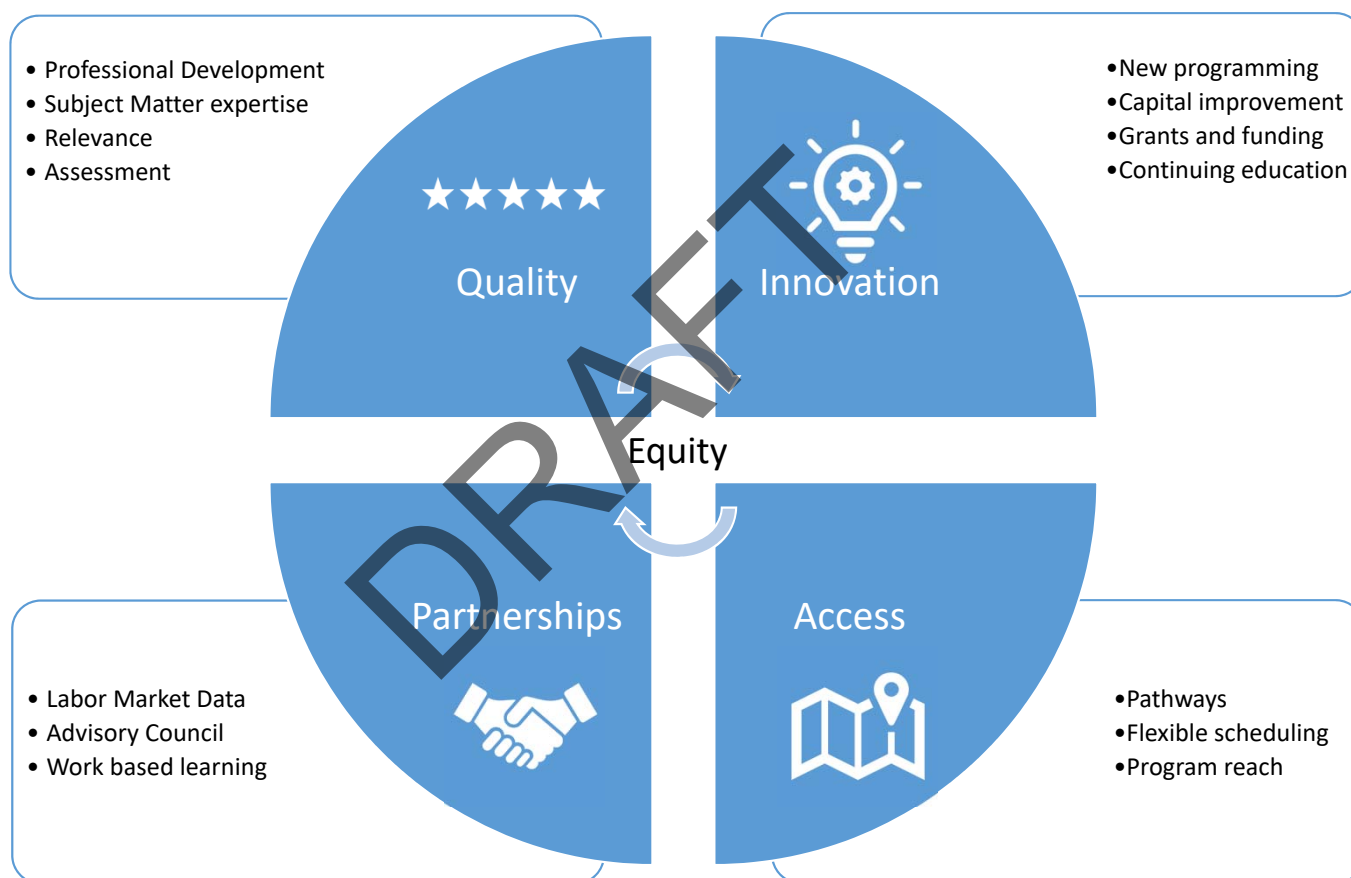 • Professional Development
• Subject Matter expertise
• Relevance
• Assessment
Quality
•New programming
•Capital improvement
•Grants and funding
•Continuing education
Innovation
Equity
DRAFT
Partnerships
• Labor Market Data
• Advisory Council
• Work based learning
Access
•Pathways
•Flexible scheduling
•Program reach